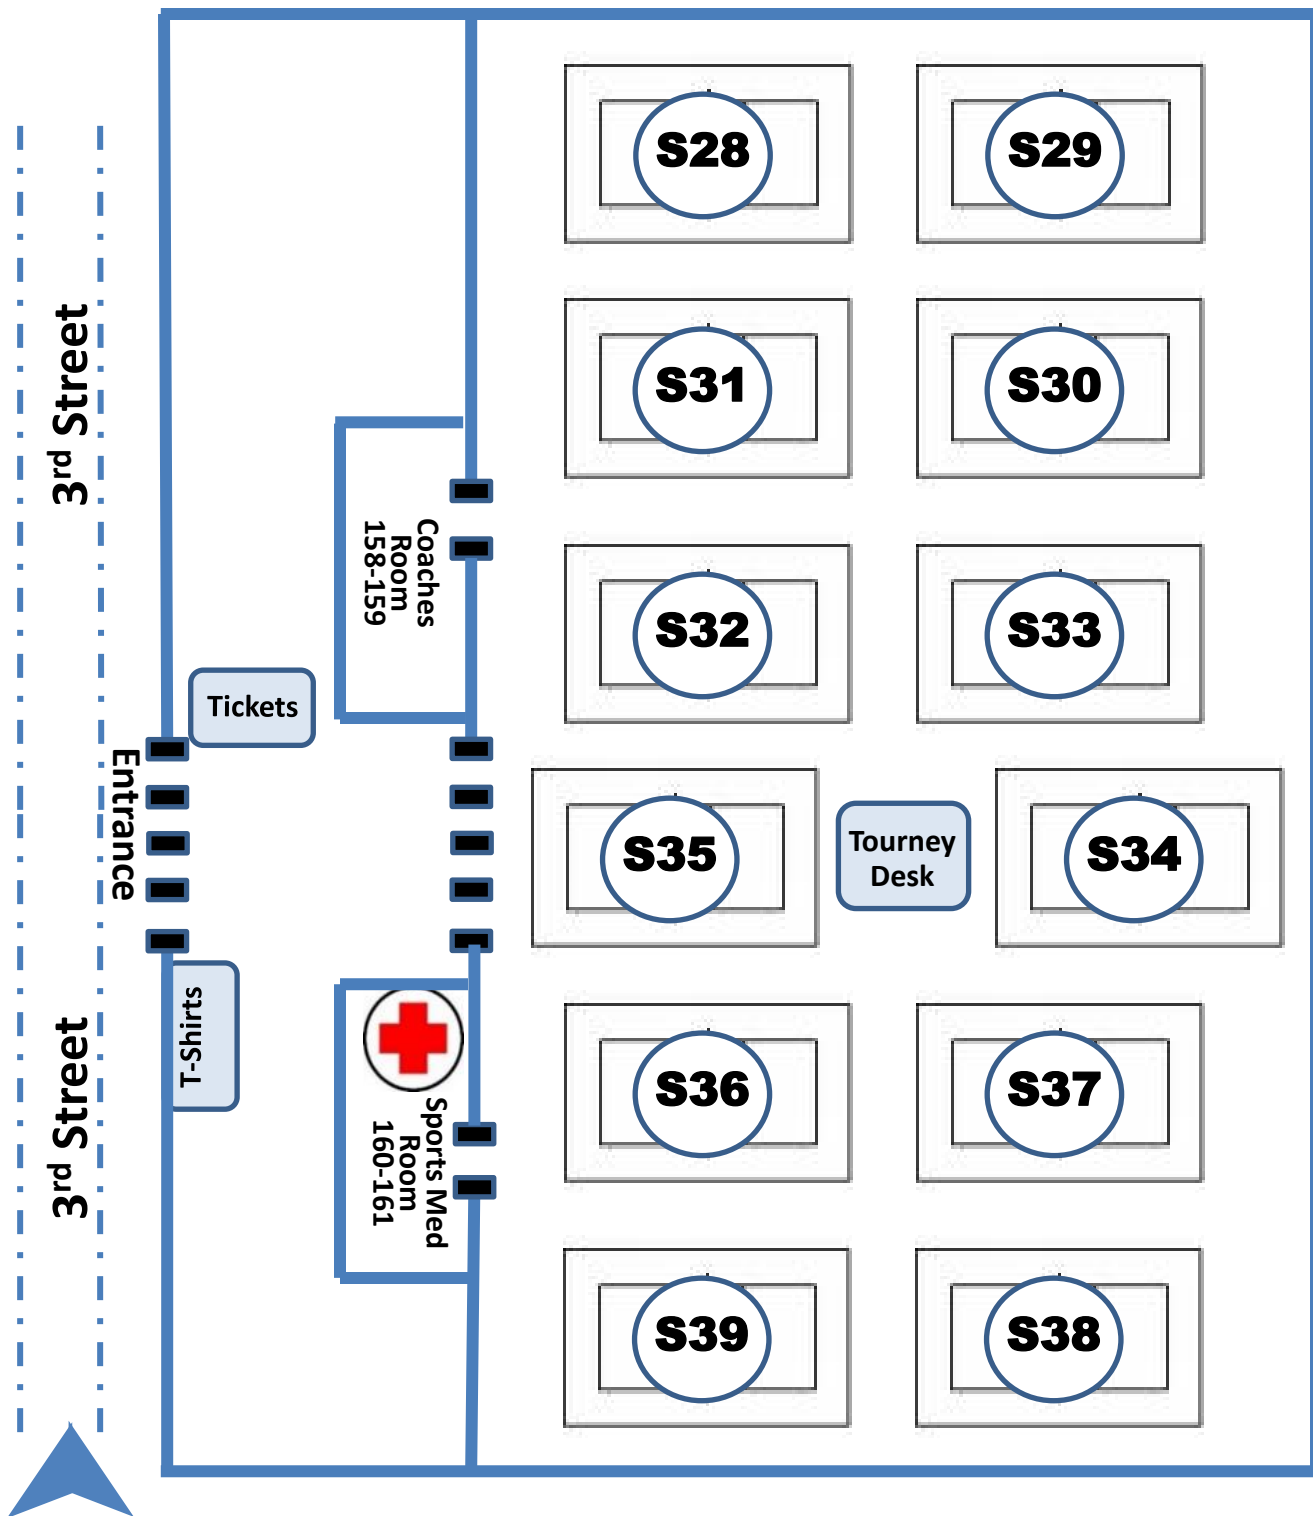 S28
S29
3rd Street
S31
S30
Coaches
Room
158-159
S32
S33
Tickets
Entrance
S35
Tourney
Desk
S34
T-Shirts
3rd Street
Sports Med
Room
160-161
S36
S37
S39
S38